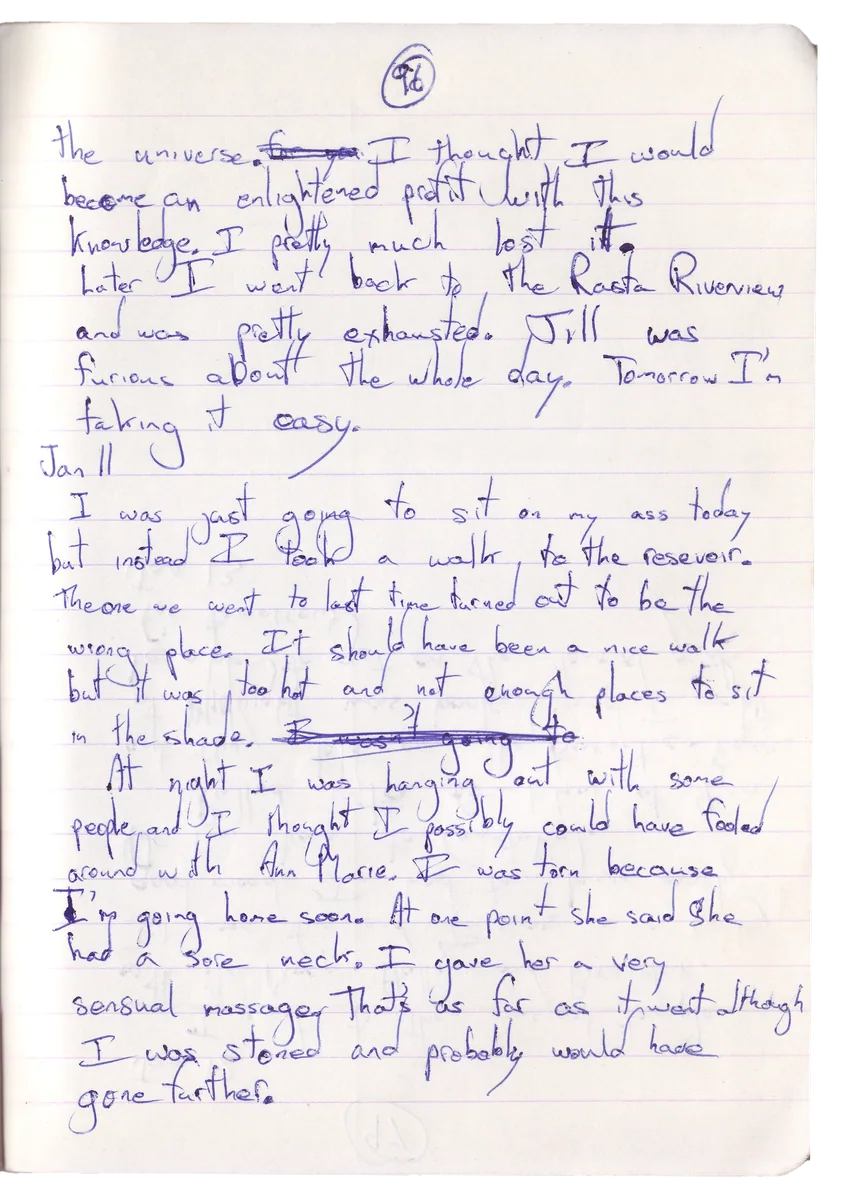 96
the universe. I thought I would
become an enlightened profit with this
knowledge. I pretty much lost it.
Later I went back to the Rasta Riverview
and was pretty exhausted. Jill was
furious about the whole day. Tomorrow I'm
taking it easy.
Jan 11
I was just going to sit on my ass today
but instead I took a walk to the resevoir.
The one we went to last time turned out to be the
wrong place. It should have been a nice walk
but it was too hot and not enough places to sit
in the shade. I wasn't going to
At night I was hanging out with some
people, and I thought I possibly could have fooled
around with Ann Marie. I was torn because
I'm going home soon. At one point she said she
had a sore neck. I gave her a very
sensual massage, That's as far as it went although
I was stoned and probably would have
gone further.